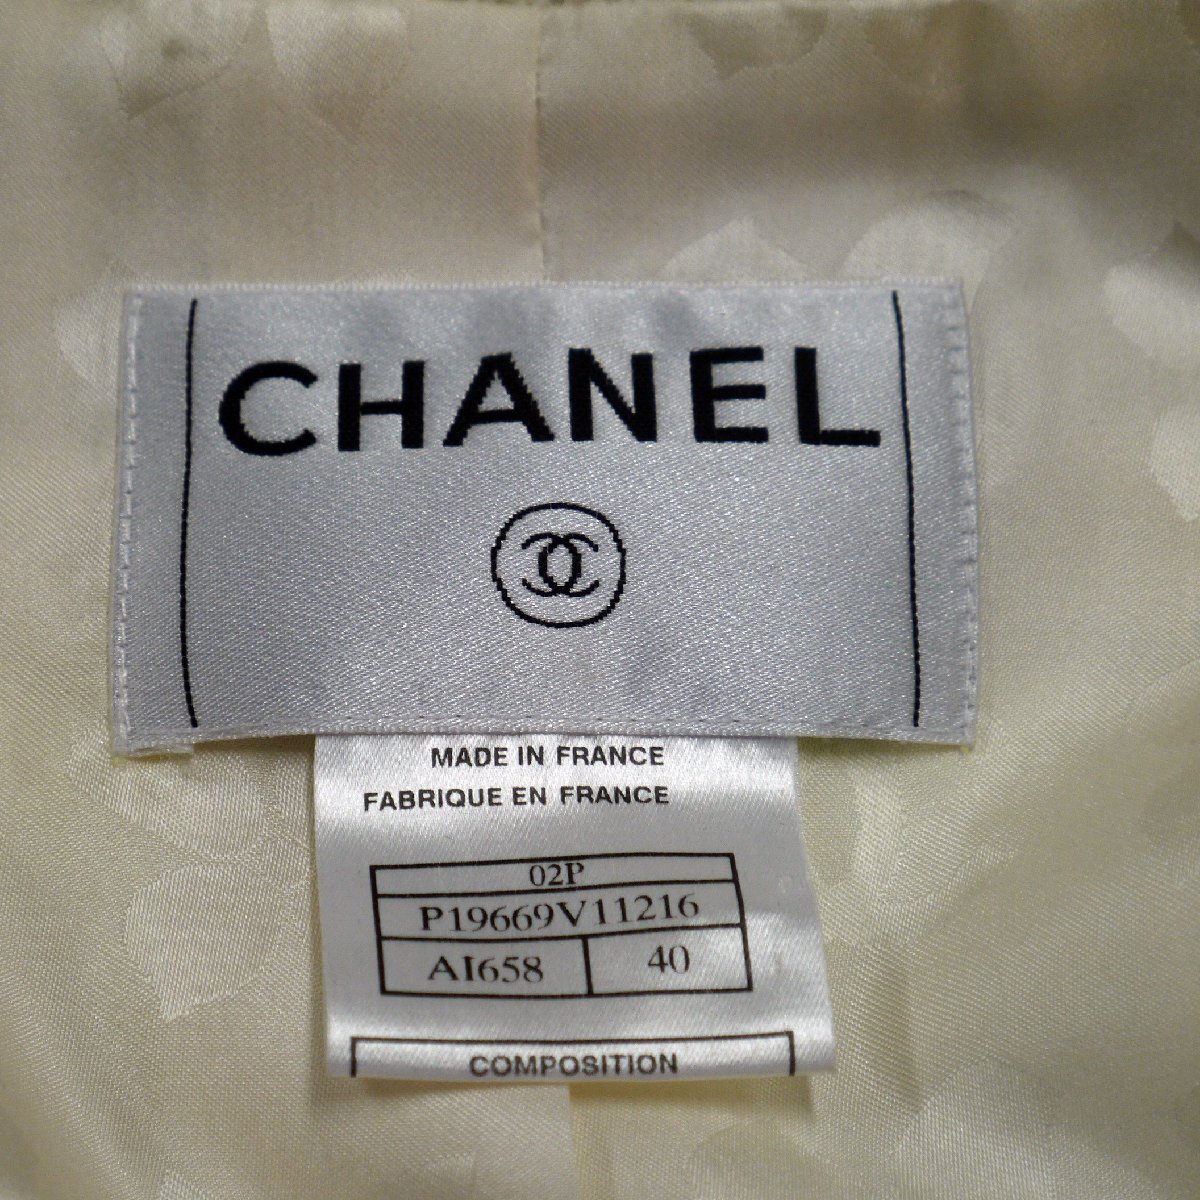 CHANEL
MADE IN FRANCE
FABRIQUE EN FRANCE
02P
P19669V11216
AI658 40
COMPOSITION